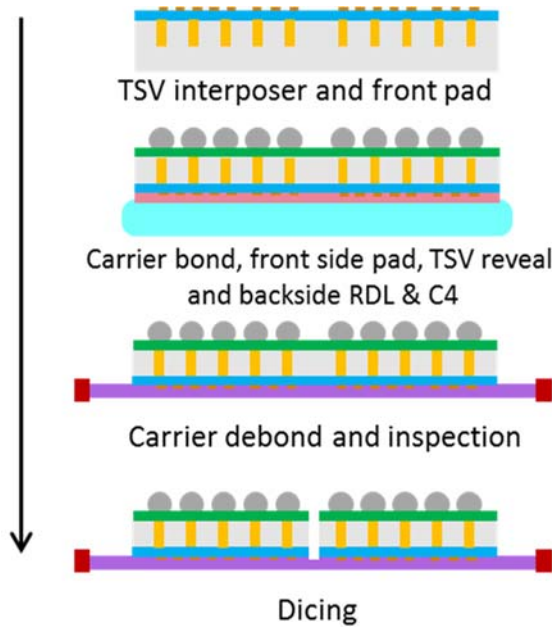 TSV interposer and front pad
Carrier bond, front side pad, TSV reveal
and backside RDL & C4
Carrier debond and inspection
Dicing